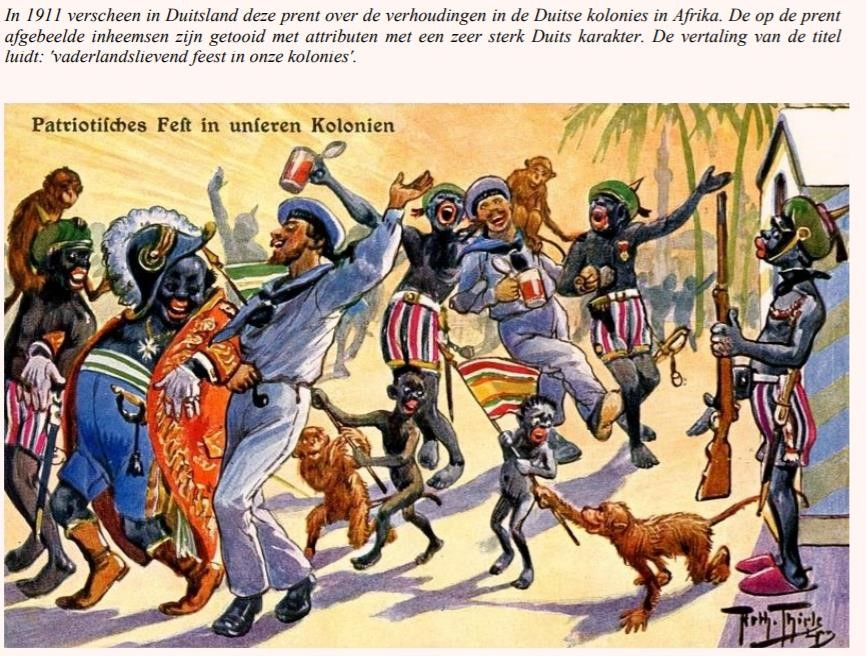 In 1911 verscheen in Duitsland deze prent over de verhoudingen in de Duitse kolonies in Afrika. De op de prent
afgebeelde inheemsen zijn getooid met attributen met een zeer sterk Duits karakter. De vertaling van de titel
luidt: 'vaderlandslievend feest in onze kolonies'.
Patriotiſches Feſt in unſeren Kolonien